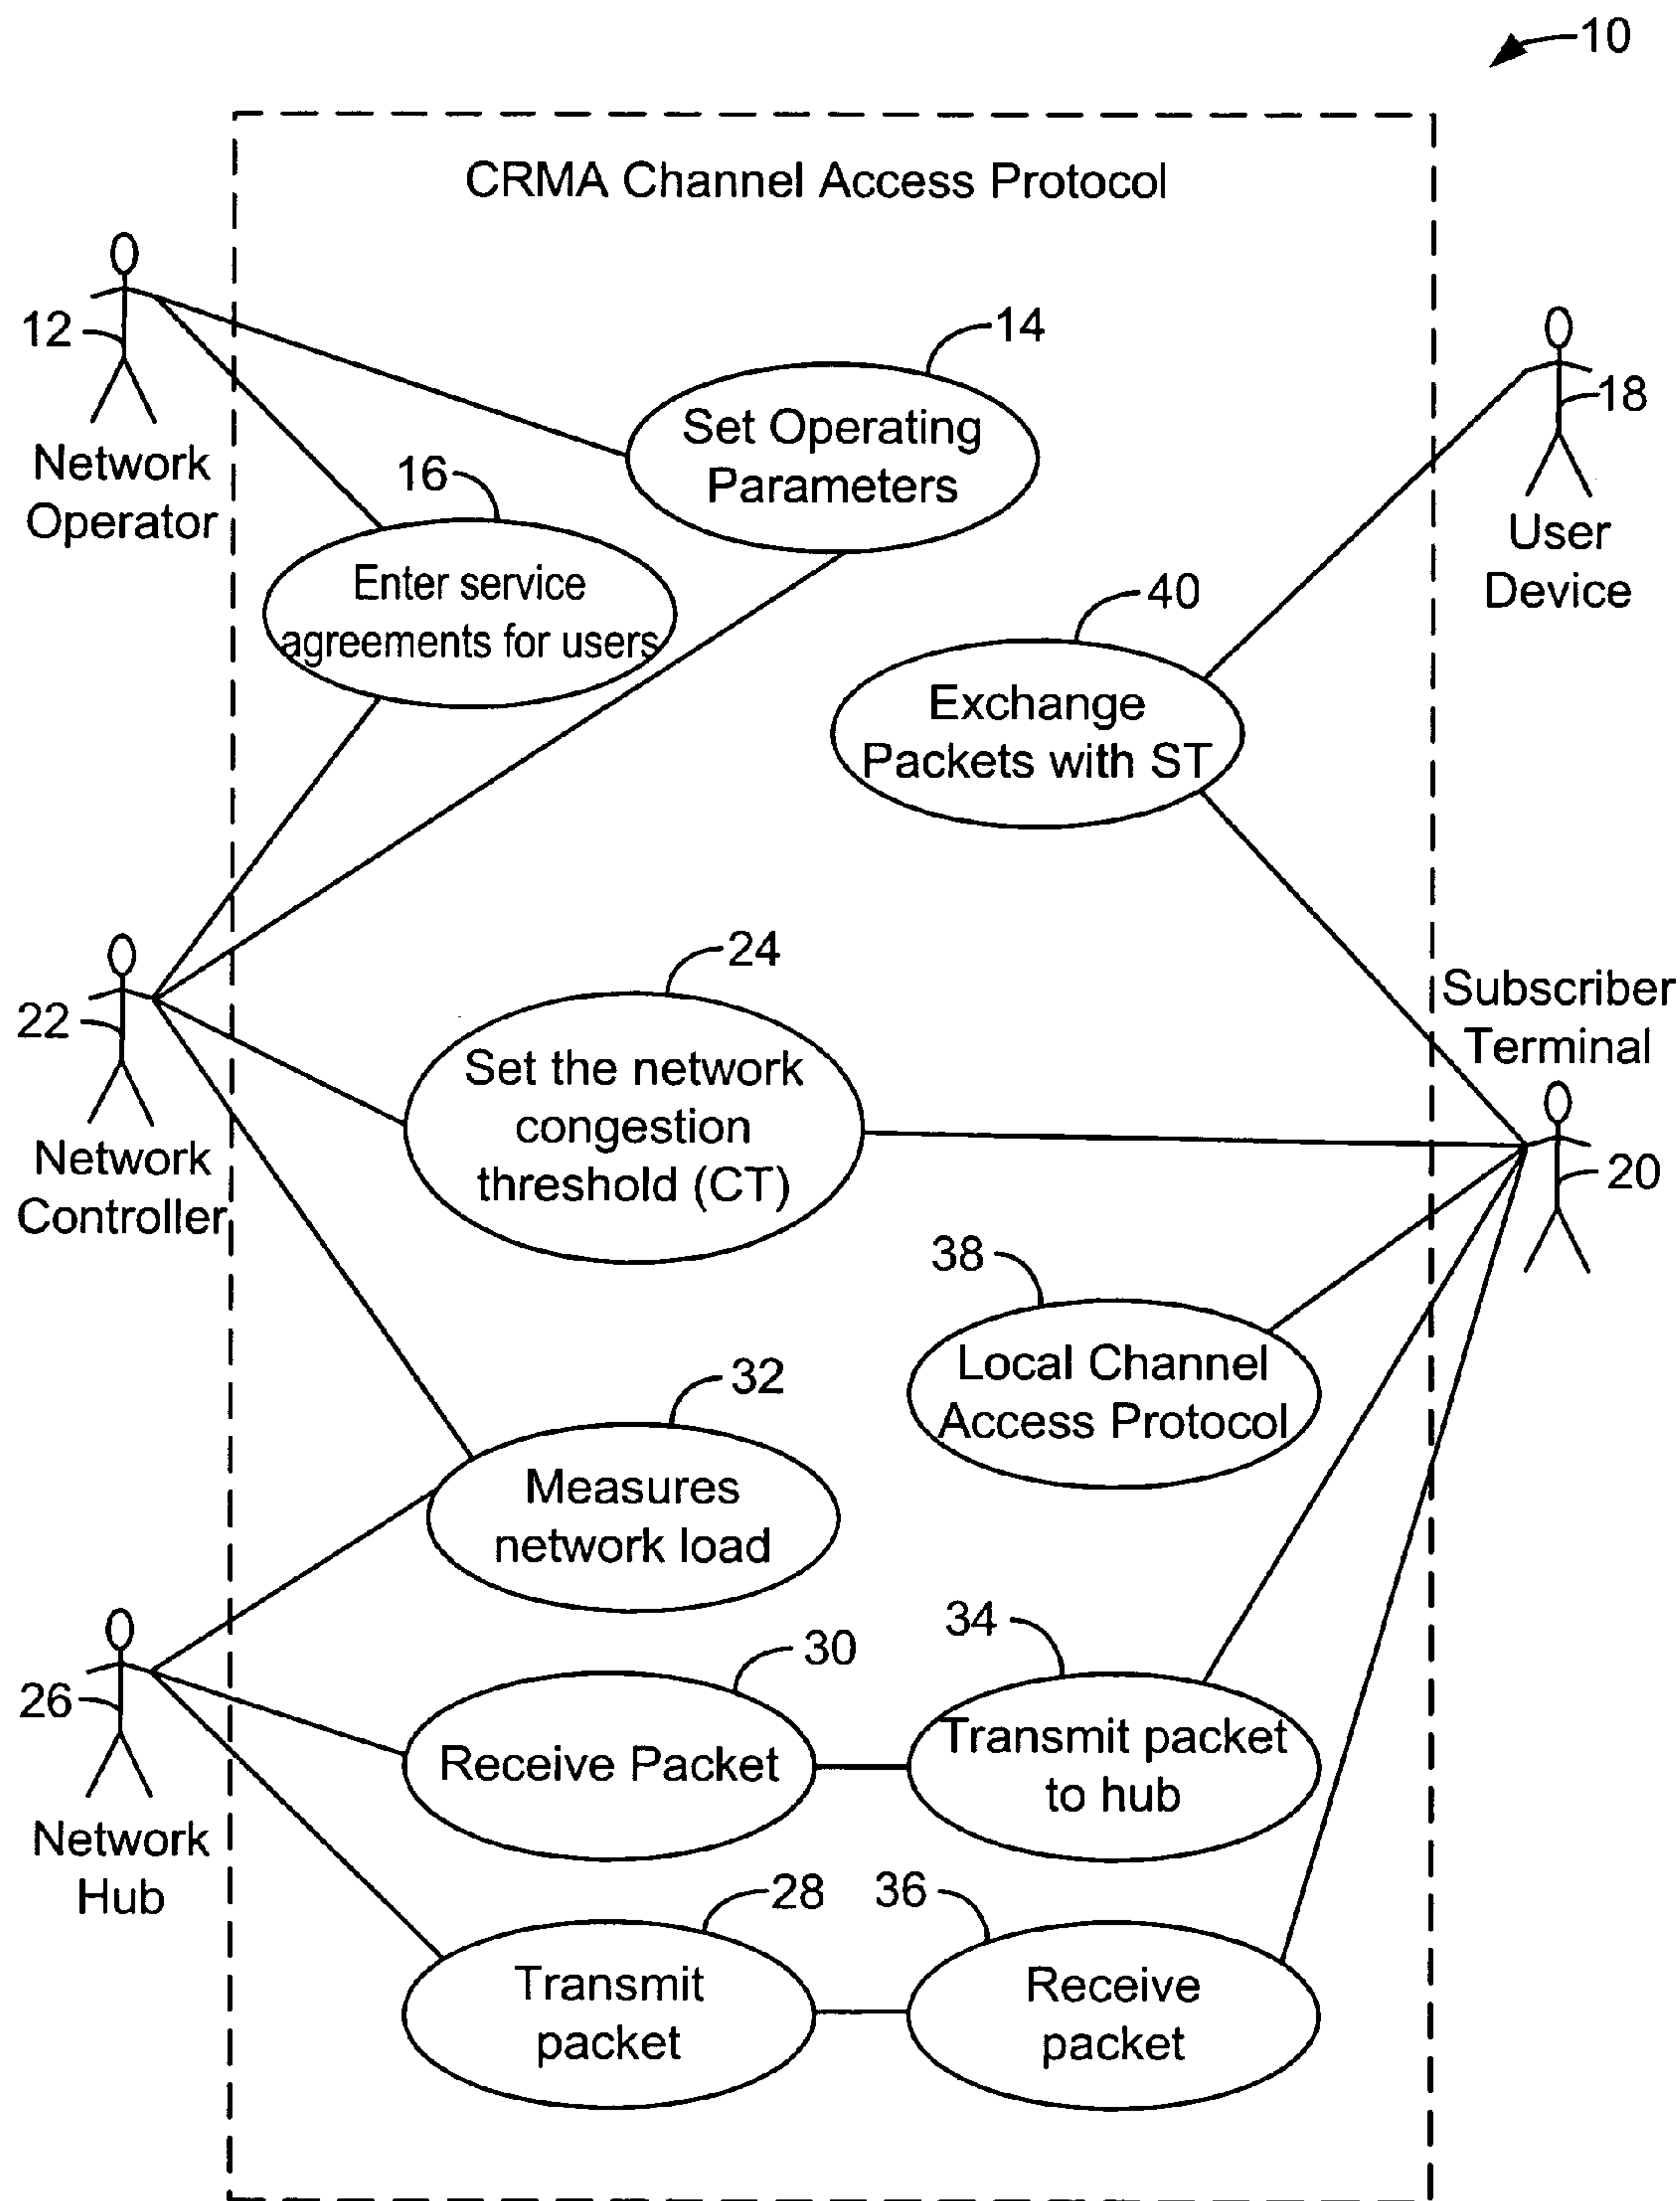 10
CRMA Channel Access Protocol
12
Network
Operator
14
Set Operating
Parameters
16
Enter service
agreements for users
18
User
Device
40
Exchange
Packets with ST
22
Network
Controller
24
Set the network
congestion
threshold (CT)
Subscriber
Terminal
20
38
Local Channel
Access Protocol
32
Measures
network load
26
Network
Hub
30
Receive Packet
34
Transmit packet
to hub
28
Transmit
packet
36
Receive
packet